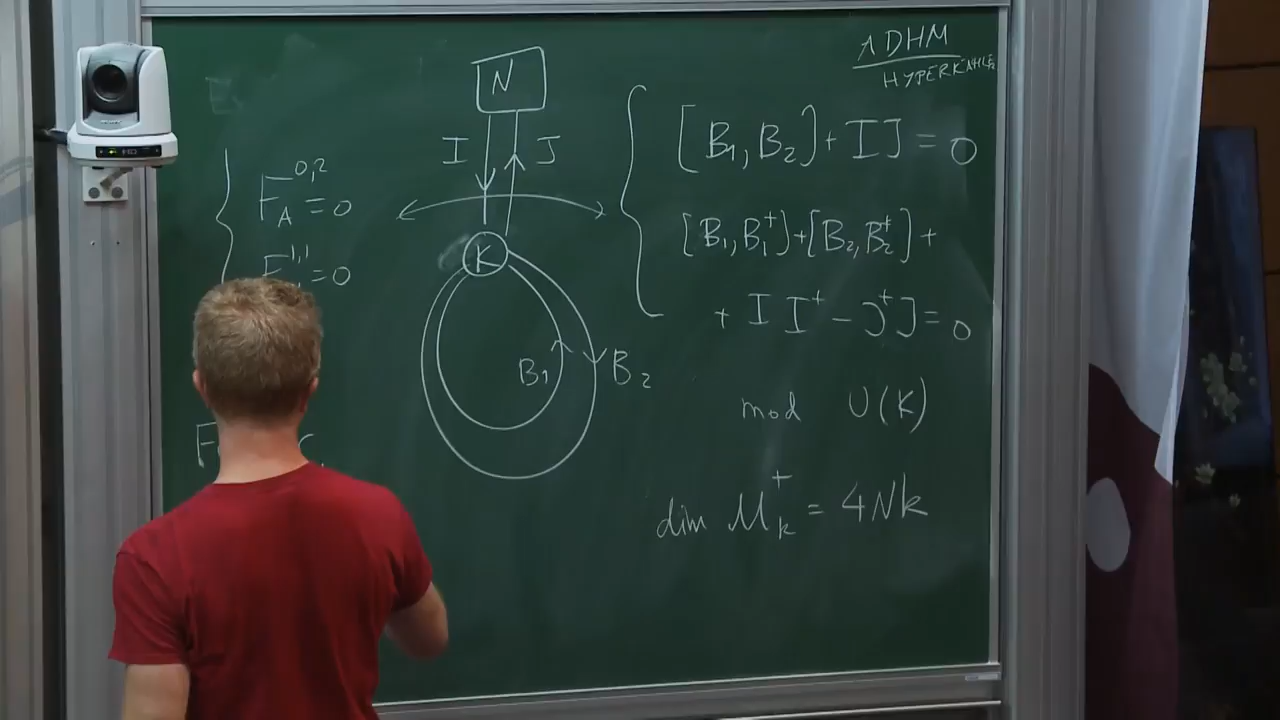 ADHM
HYPERKÄHLER
N
I J
K
B₁ B₂
F_A^{0,2} = 0
F^{1,1} = 0
[B₁, B₂] + IJ = 0
[B₁, B₁⁺] + [B₂, B₂⁺] +
+ I I⁺ − J⁺J = 0
mod U(K)
dim M_k^+ = 4Nk